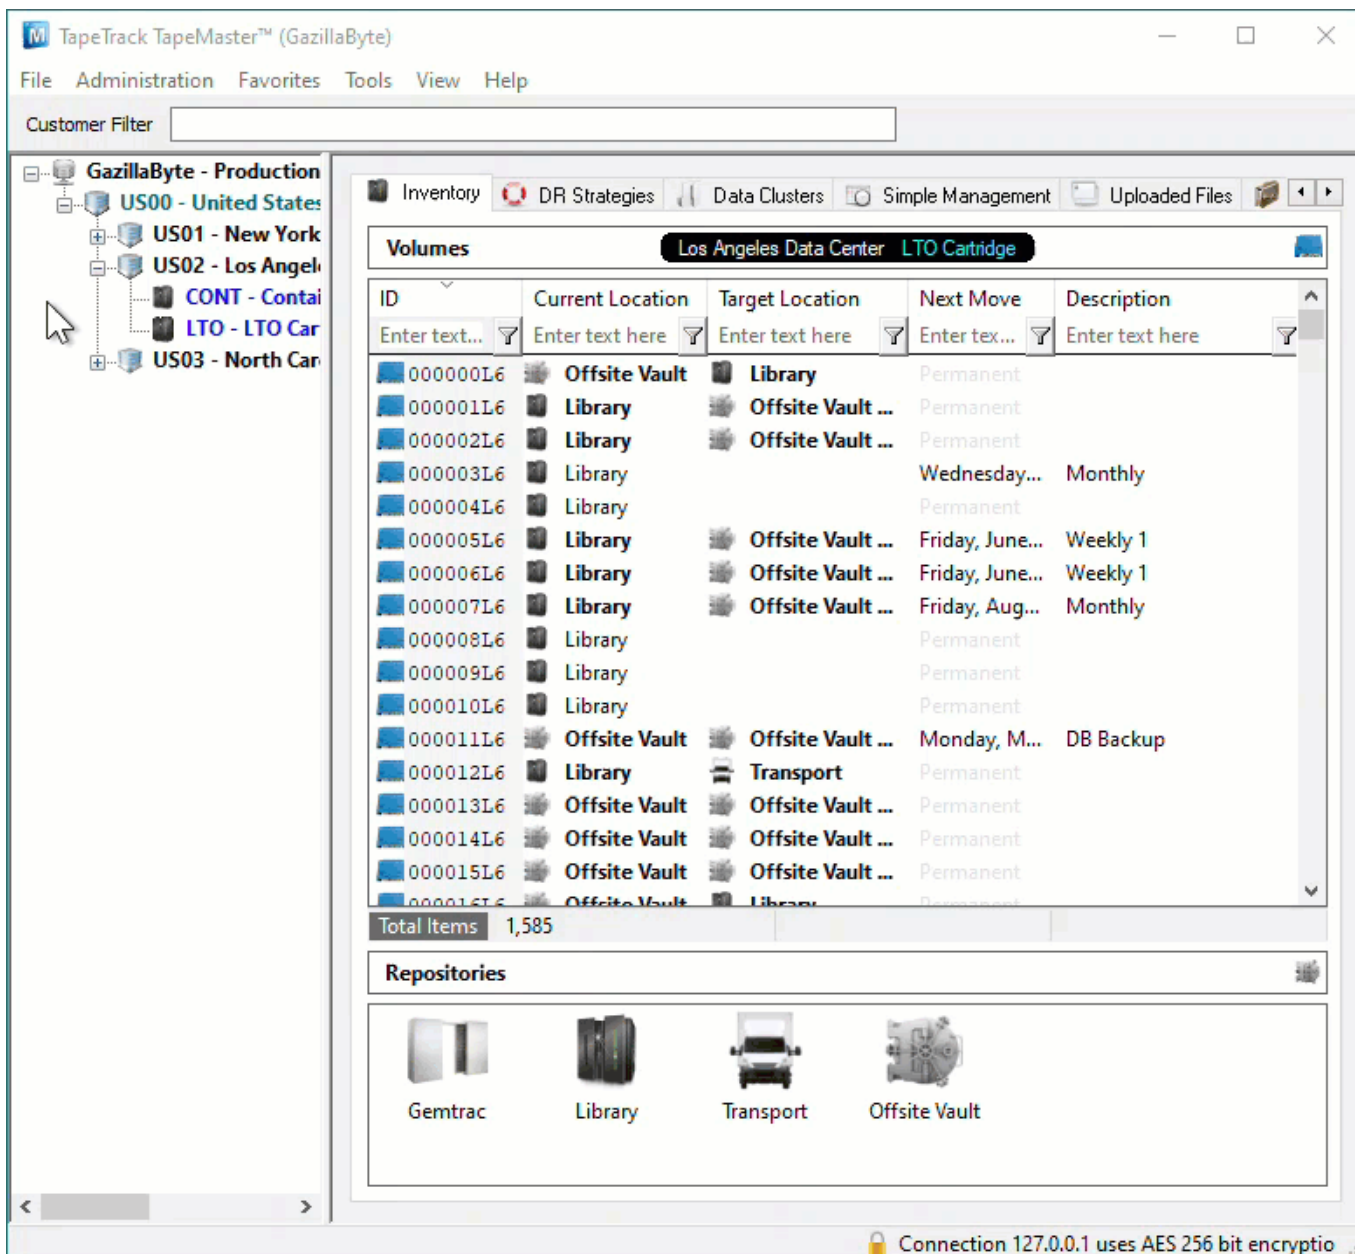 TapeTrack TapeMaster™ (GazillaByte)
File Administration Favorites Tools View Help
Customer Filter
GazillaByte - Production
US00 - United States
US01 - New York
US02 - Los Angel
CONT - Contai
LTO - LTO Car
US03 - North Car
Inventory DR Strategies Data Clusters Simple Management Uploaded Files
Volumes Los Angeles Data Center LTO Cartridge
ID Current Location Target Location Next Move Description
Enter text... Enter text here Enter text here Enter tex... Enter text here
000000L6 Offsite Vault Library Permanent
000001L6 Library Offsite Vault ... Permanent
000002L6 Library Offsite Vault ... Permanent
000003L6 Library Wednesday... Monthly
000004L6 Library Permanent
000005L6 Library Offsite Vault ... Friday, June... Weekly 1
000006L6 Library Offsite Vault ... Friday, June... Weekly 1
000007L6 Library Offsite Vault ... Friday, Aug... Monthly
000008L6 Library Permanent
000009L6 Library Permanent
000010L6 Library Permanent
000011L6 Offsite Vault Offsite Vault ... Monday, M... DB Backup
000012L6 Library Transport Permanent
000013L6 Offsite Vault Offsite Vault ... Permanent
000014L6 Offsite Vault Offsite Vault ... Permanent
000015L6 Offsite Vault Offsite Vault ... Permanent
000016L6 Offsite Vault Library Permanent
Total Items 1,585
Repositories
Gemtrac Library Transport Offsite Vault
Connection 127.0.0.1 uses AES 256 bit encryptio